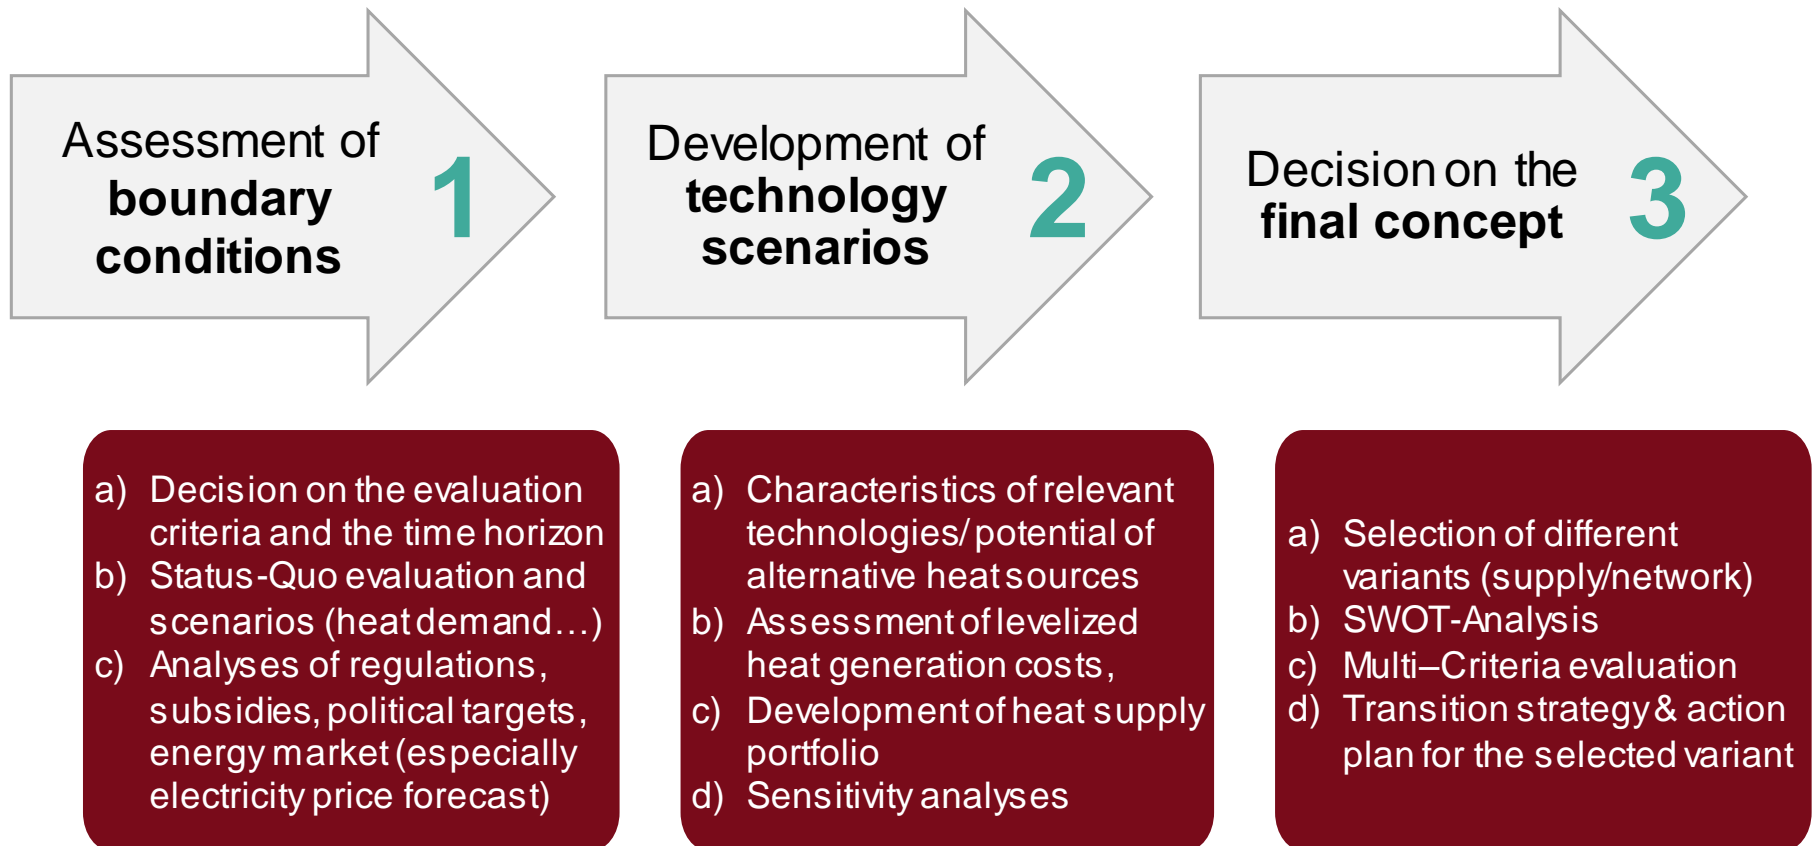 Assessment of
boundary
conditions
1
Development of
technology
scenarios
2
Decision on the
final concept
3
a) Decision on the evaluation
criteria and the time horizon
b) Status-Quo evaluation and
scenarios (heat demand…)
c) Analyses of regulations,
subsidies, political targets,
energy market (especially
electricity price forecast)
a) Characteristics of relevant
technologies/ potential of
alternative heat sources
b) Assessment of levelized
heat generation costs,
c) Development of heat supply
portfolio
d) Sensitivity analyses
a) Selection of different
variants (supply/network)
b) SWOT-Analysis
c) Multi–Criteria evaluation
d) Transition strategy & action
plan for the selected variant